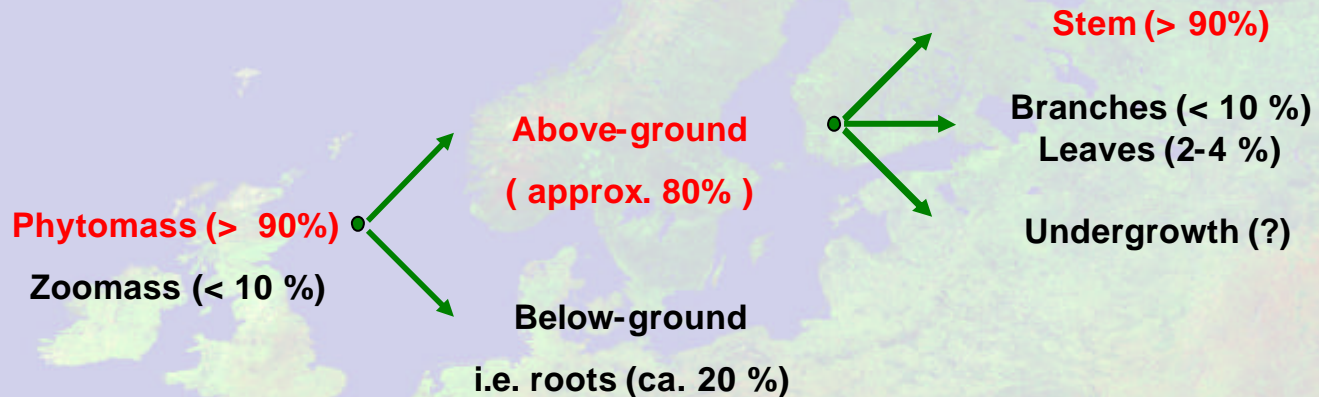 Phytomass (> 90%)
Zoomass (< 10 %)
Above-ground
( approx. 80% )
Below-ground
i.e. roots (ca. 20 %)
Stem (> 90%)
Branches (< 10 %)
Leaves (2-4 %)
Undergrowth (?)